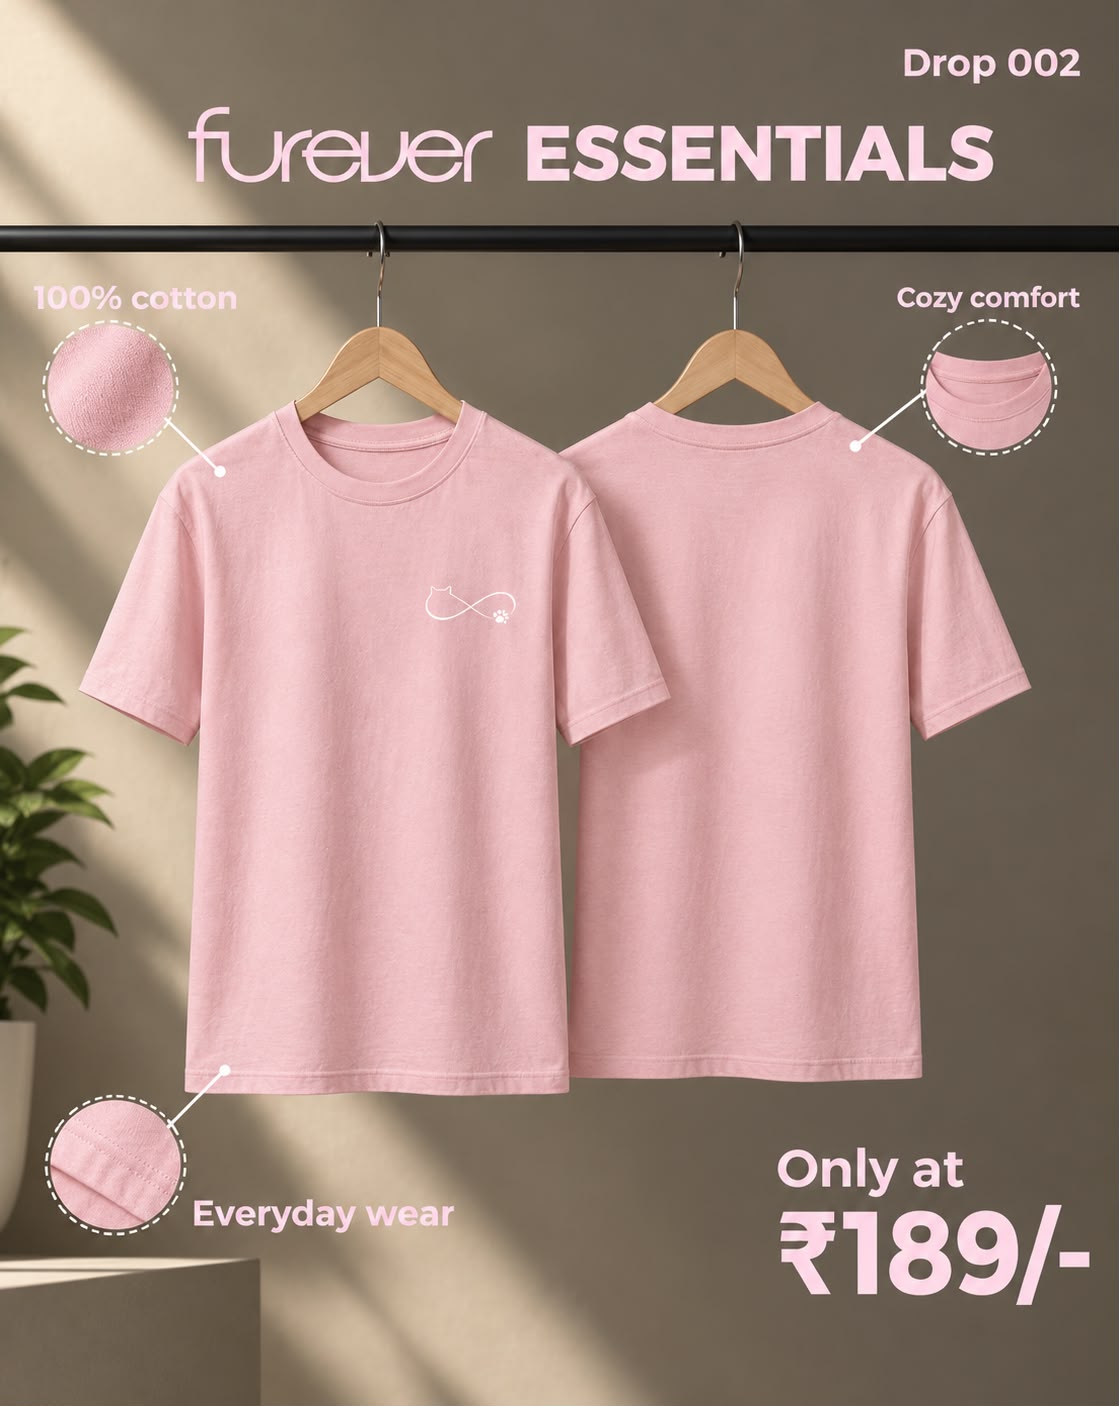 Drop 002
furever ESSENTIALS
100% cotton
Cozy comfort
Everyday wear
Only at
₹189/-